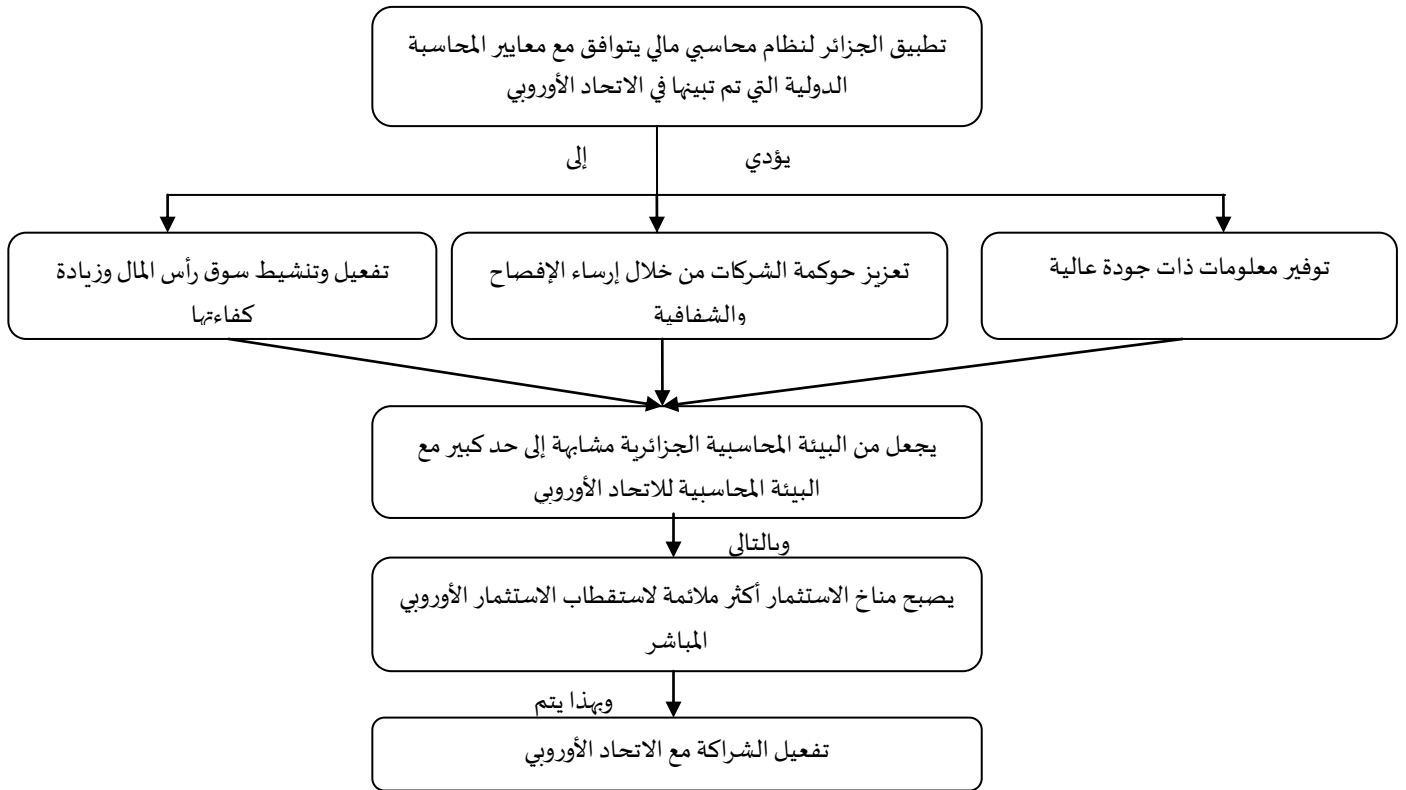 تطبيق الجزائر لنظام محاسبي مالي يتوافق مع معايير المحاسبة
الدولية التي تم تبينها في الاتحاد الأوروبي
يؤدي إلى
توفير معلومات ذات جودة عالية
تعزيز حوكمة الشركات من خلال إرساء الإفصاح
والشفافية
تفعيل وتنشيط سوق رأس المال وزيادة
كفاءتها
يجعل من البيئة المحاسبية الجزائرية مشابهة إلى حد كبير مع
البيئة المحاسبية للاتحاد الأوروبي
وبالتالي
يصبح مناخ الاستثمار أكثر ملائمة لاستقطاب الاستثمار الأوروبي
المباشر
وبهذا يتم
تفعيل الشراكة مع الاتحاد الأوروبي